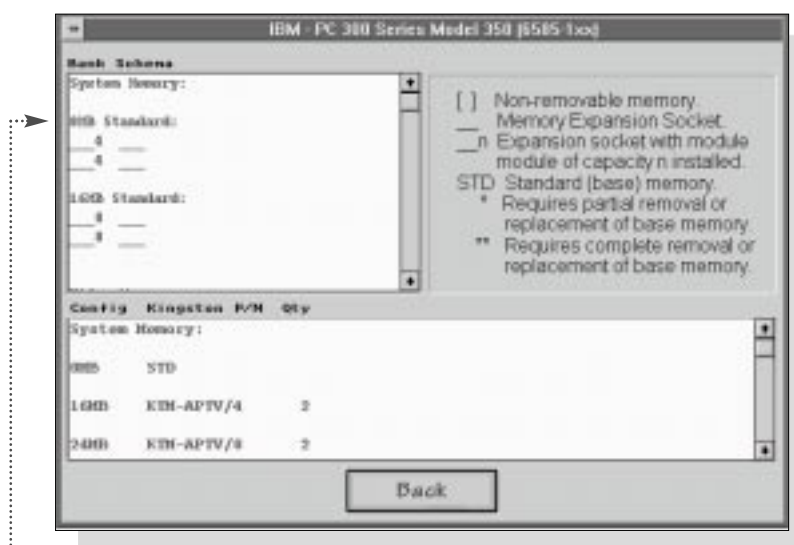 IBM - PC 300 Series Model 350 (6585-1xx)
Bank Schema
System Memory:
8MB Standard:
__4 __
__4 __
16MB Standard:
__8 __
__8 __
[ ] Non-removable memory.
__ Memory Expansion Socket.
__n Expansion socket with module
module of capacity n installed.
STD Standard (base) memory.
* Requires partial removal or
replacement of base memory.
** Requires complete removal or
replacement of base memory.
Config Kingston P/N Qty
System Memory:
8MB STD
16MB KTM-APTV/4 2
24MB KTM-APTV/8 2
Back